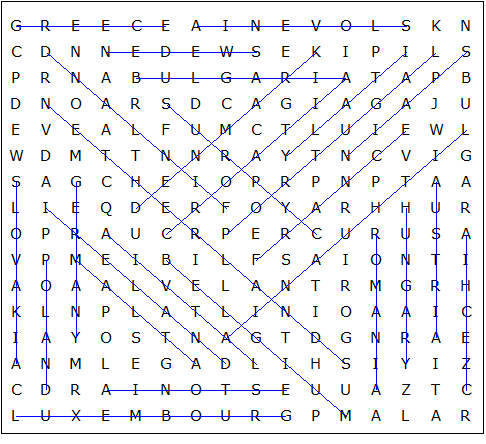 G R E E C E A I N E V O L S K N
C D N N E D E W S E K I P I L S
P R N A B U L G A R I A T A P B
D N O A R S D C A G I A G A J U
E V E A L F U M C T L U I E W L
W D M T T N N R A Y T N C V I G
S A G C H E I O P R P N P T A A
L I E Q D E R F O Y A R H H U R
O P R A U C R P E R C U R U S A
V P M E I B I L F S A I O N T I
A O A A L V E L A N T R M G R H
K L N P L A T L I N I O A A I C
I A Y O S T N A G T D G N R A E
A N M L E G A D L I H S I Y I Z
C D R A I N O T S E U U A Z T C
L U X E M B O U R G P M A L A R